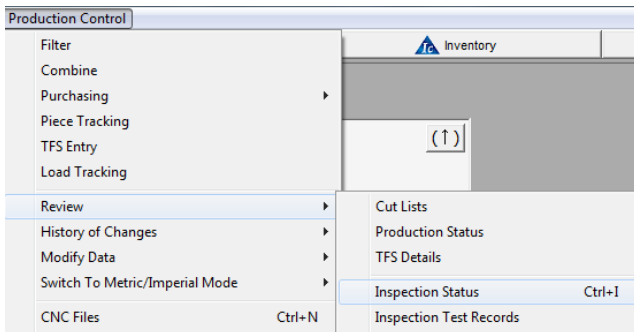 Production Control
Filter
Inventory
Combine
Purchasing
Piece Tracking
(↑)
TFS Entry
Load Tracking
Review
Cut Lists
History of Changes
Production Status
Modify Data
TFS Details
Switch To Metric/Imperial Mode
Inspection Status Ctrl+I
CNC Files Ctrl+N
Inspection Test Records